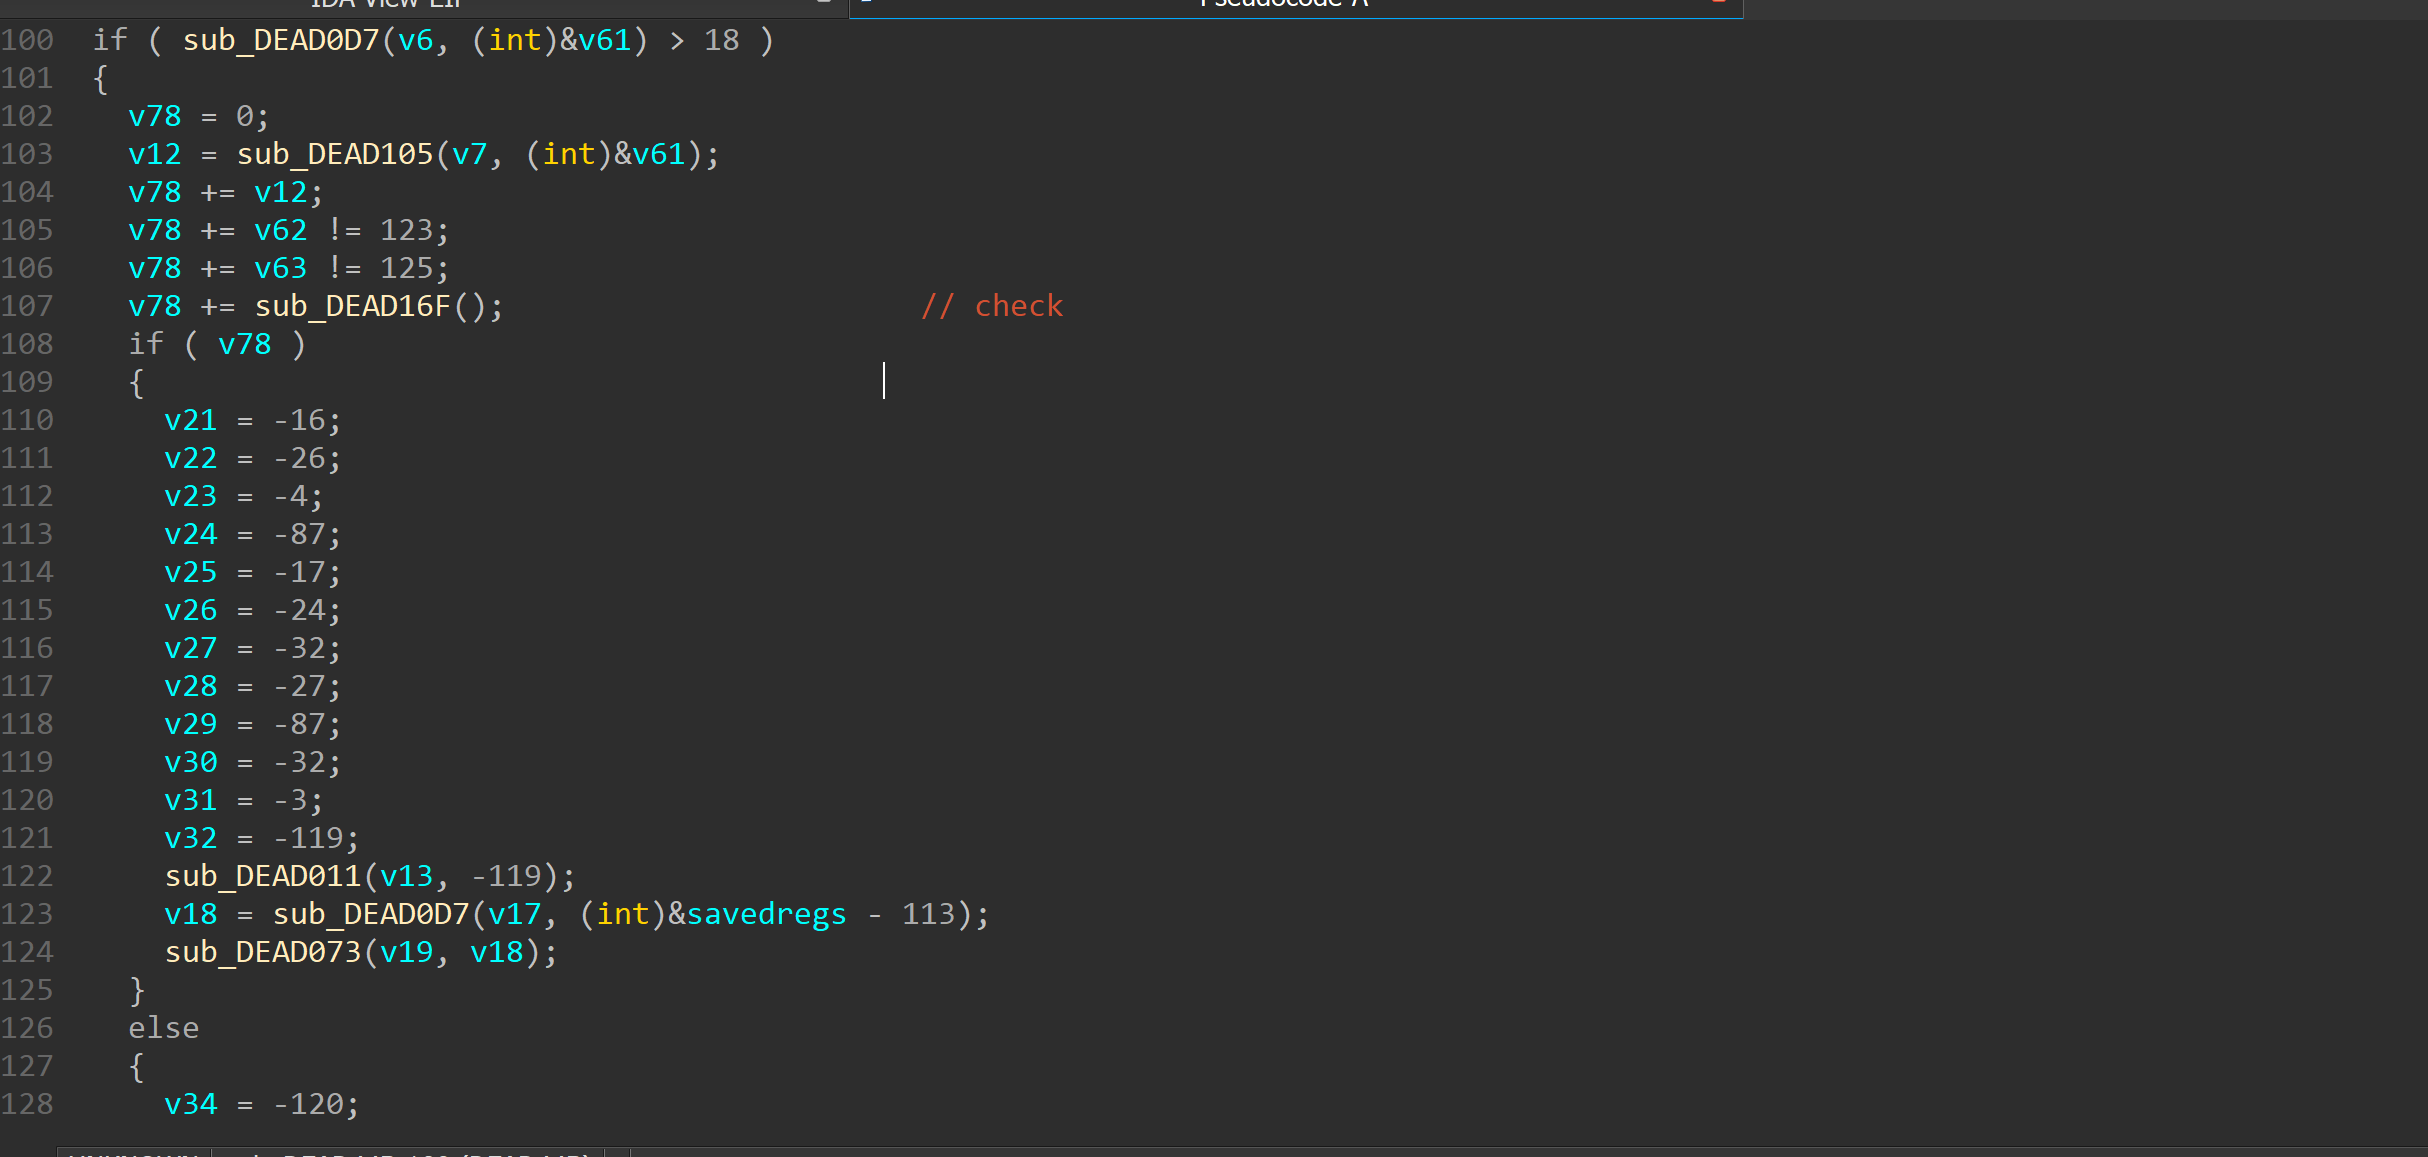 Pseudocode-A
100 if ( sub_DEAD0D7(v6, (int)&v61) > 18 )
101 {
102 v78 = 0;
103 v12 = sub_DEAD105(v7, (int)&v61);
104 v78 += v12;
105 v78 += v62 != 123;
106 v78 += v63 != 125;
107 v78 += sub_DEAD16F(); // check
108 if ( v78 )
109 {
110 v21 = -16;
111 v22 = -26;
112 v23 = -4;
113 v24 = -87;
114 v25 = -17;
115 v26 = -24;
116 v27 = -32;
117 v28 = -27;
118 v29 = -87;
119 v30 = -32;
120 v31 = -3;
121 v32 = -119;
122 sub_DEAD011(v13, -119);
123 v18 = sub_DEAD0D7(v17, (int)&savedregs - 113);
124 sub_DEAD073(v19, v18);
125 }
126 else
127 {
128 v34 = -120;